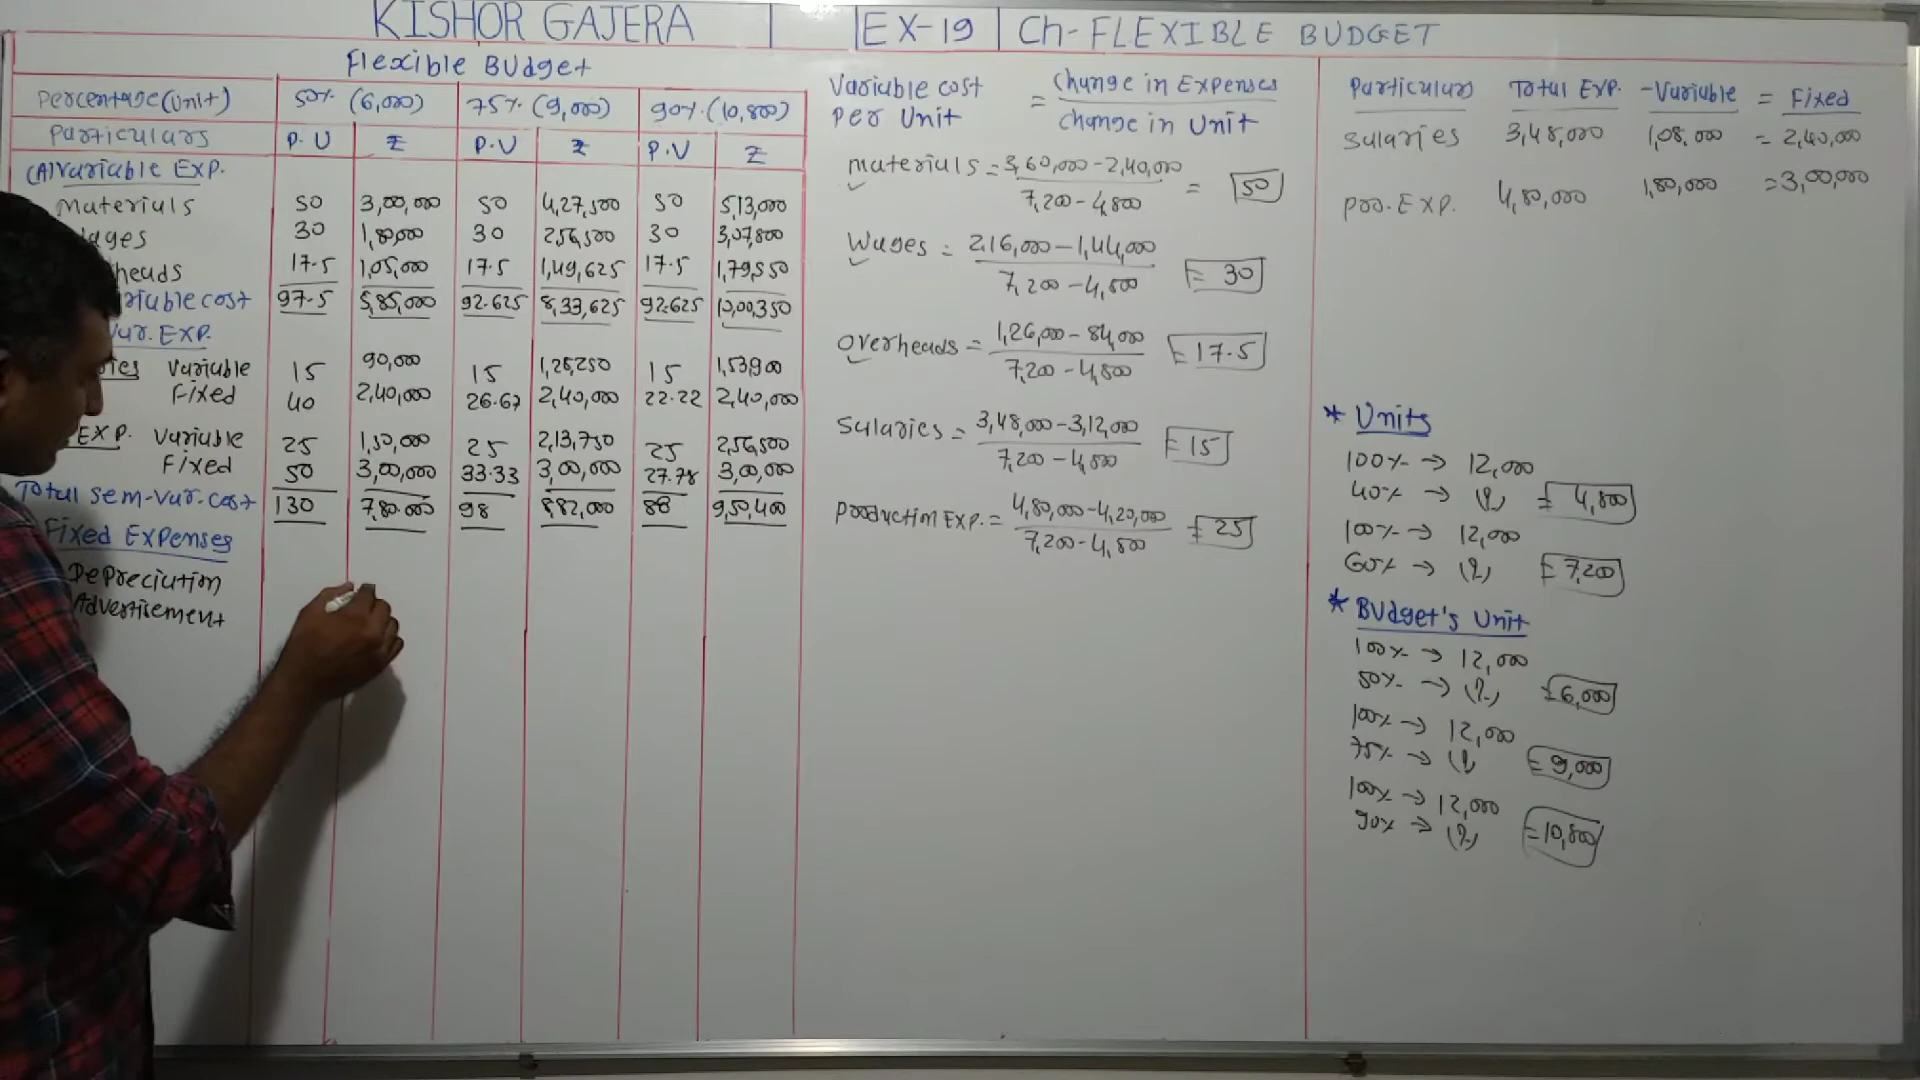 KISHOR GAJERA EX-19 Ch-FLEXIBLE BUDGET
Flexible Budget
Percentage(Unit) 50% (6,000) 75% (9,000) 90% (10,800)
Particulars P.U ₹ P.U ₹ P.U ₹
(A)Variable EXP.
Materials 50 3,00,000 50 4,27,500 50 5,13,000
ages 30 1,80,000 30 2,56,500 30 3,07,800
heads 17.5 1,05,000 17.5 1,49,625 17.5 1,79,550
riable cost 97.5 5,85,000 92.625 8,33,625 92.625 10,00,350
Var. EXP.
ries Variable 15 90,000 15 1,28,250 15 1,53,900
Fixed 40 2,40,000 26.67 2,40,000 22.22 2,40,000
EXP. Variable 25 1,50,000 25 2,13,750 25 2,56,500
Fixed 50 3,00,000 33.33 3,00,000 27.78 3,00,000
Total sem-var-cost 130 7,80,000 98 8,82,000 88 9,50,400
Fixed Expenses
Depreciation
Advertisement
Variable cost per Unit = Change in Expenses / change in Unit
materials = 3,60,000-2,40,000 / 7,200-4,800 = 50
Wages = 2,16,000-1,44,000 / 7,200-4,800 = 30
Overheads = 1,26,000-84,000 / 7,200-4,800 = 17.5
Salaries = 3,48,000-3,12,000 / 7,200-4,800 = 15
Production EXP. = 4,80,000-4,20,000 / 7,200-4,800 = 25
Particulars Total EXP. -Variable = Fixed
Salaries 3,48,000 1,08,000 = 2,40,000
pro.EXP. 4,80,000 1,80,000 = 3,00,000
* Units
100% → 12,000
40% → (?) = 4,800
100% → 12,000
60% → (?) = 7,200
* Budget's Unit
100% → 12,000
50% → (?) = 6,000
100% → 12,000
75% → (?) = 9,000
100% → 12,000
90% → (?) = 10,800